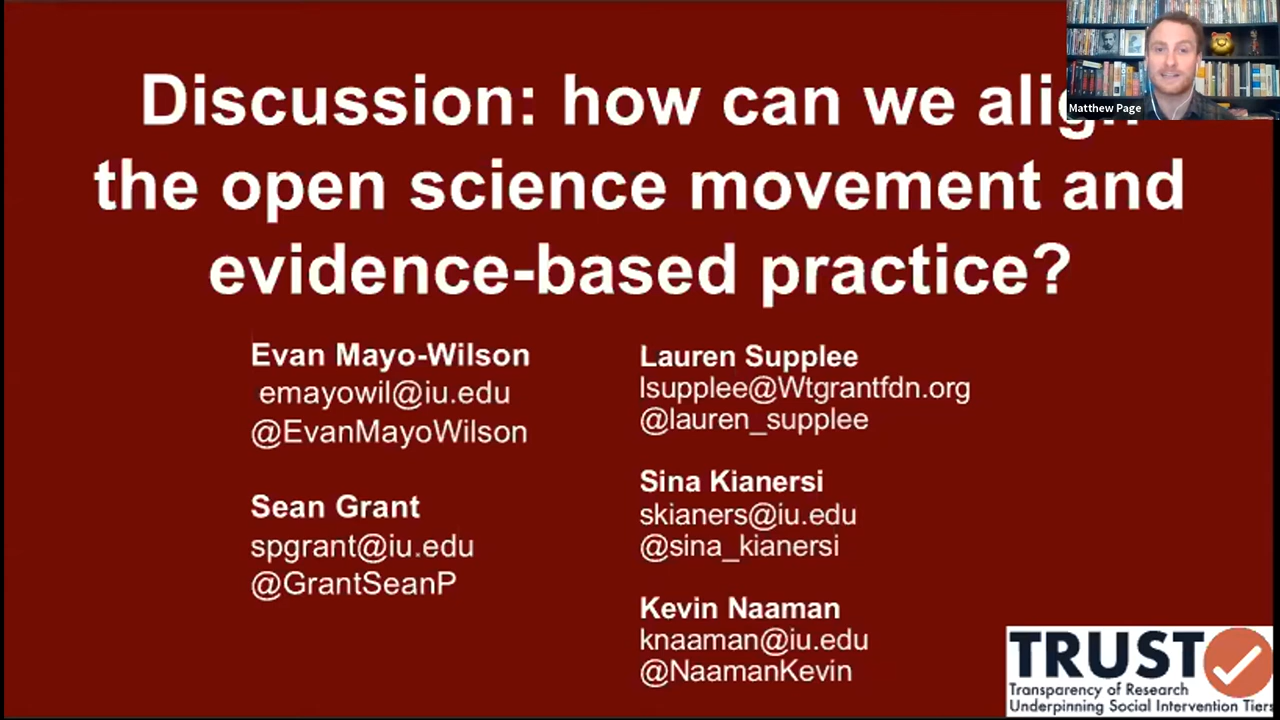 Discussion: how can we align
the open science movement and
evidence-based practice?
Matthew Page
Evan Mayo-Wilson
emayowil@iu.edu
@EvanMayoWilson
Sean Grant
spgrant@iu.edu
@GrantSeanP
Lauren Supplee
lsupplee@Wtgrantfdn.org
@lauren_supplee
Sina Kianersi
skianers@iu.edu
@sina_kianersi
Kevin Naaman
knaaman@iu.edu
@NaamanKevin
TRUST
Transparency of Research
Underpinning Social Intervention Tiers